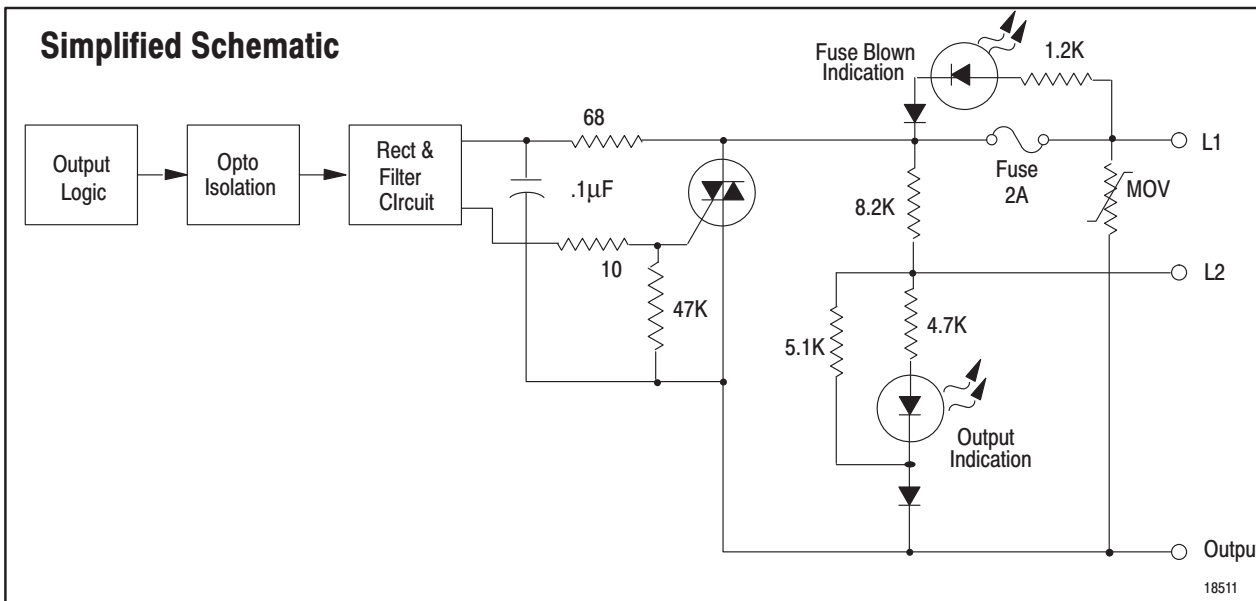 Simplified Schematic
Fuse Blown
Indication
1.2K
68
Output
Logic
Opto
Isolation
Rect &
Filter
CIrcuit
.1µF
L1
Fuse
2A
MOV
8.2K
10
L2
47K
5.1K
4.7K
Output
Indication
Outpu
18511